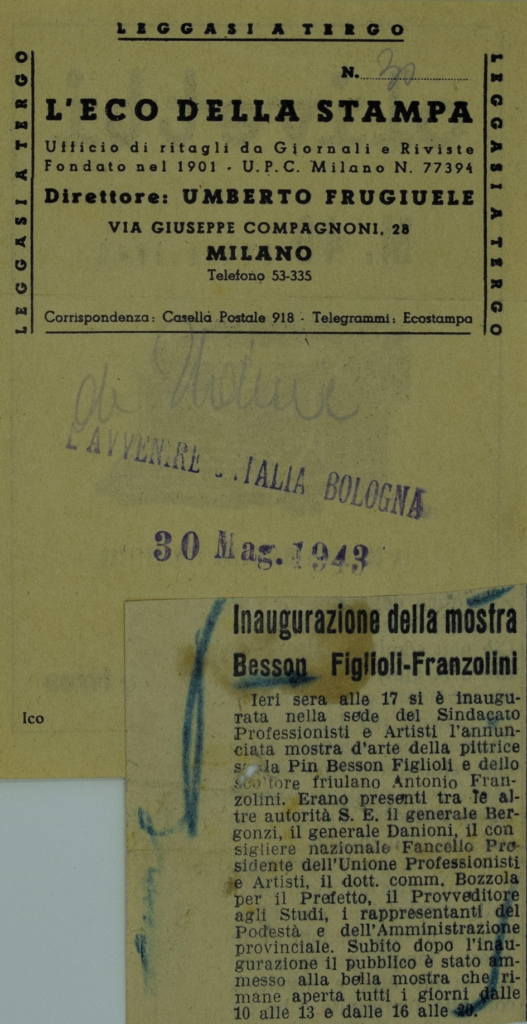 LEGGASI A TERGO
LEGGASI A TERGO
LEGGASI A TERGO
N. 30
L'ECO DELLA STAMPA
Ufficio di ritagli da Giornali e Riviste
Fondato nel 1901 - U.P.C. Milano N. 77394
Direttore: UMBERTO FRUGIUELE
VIA GIUSEPPE COMPAGNONI, 28
MILANO
Telefono 53-335
Corrispondenza: Casella Postale 918 - Telegrammi: Ecostampa
di Udine
L'AVVENIRE D'ITALIA BOLOGNA
30 Mag. 1943
Ico
Inaugurazione della mostra
Besson Figlioli-Franzolini
Ieri sera alle 17 si è inaugu-
rata nella sede del Sindacato
Professionisti e Artisti l'annun-
ciata mostra d'arte della pittrice
Pin Besson Figlioli e dello
scultore friulano Antonio Fran-
zolini. Erano presenti tra le al-
tre autorità S. E. il generale Ber-
gonzi, il generale Danioni, il con
sigliere nazionale Fancello Pre
sidente dell'Unione Professionisti
e Artisti, il dott. comm. Bozzola
per il Prefetto, il Provveditore
agli Studi, i rappresentanti del
Podestà e dell'Amministrazione
provinciale. Subito dopo l'inau-
gurazione il pubblico è stato am-
messo alla bella mostra che ri-
mane aperta tutti i giorni dalle
10 alle 13 e dalle 16 alle 20.